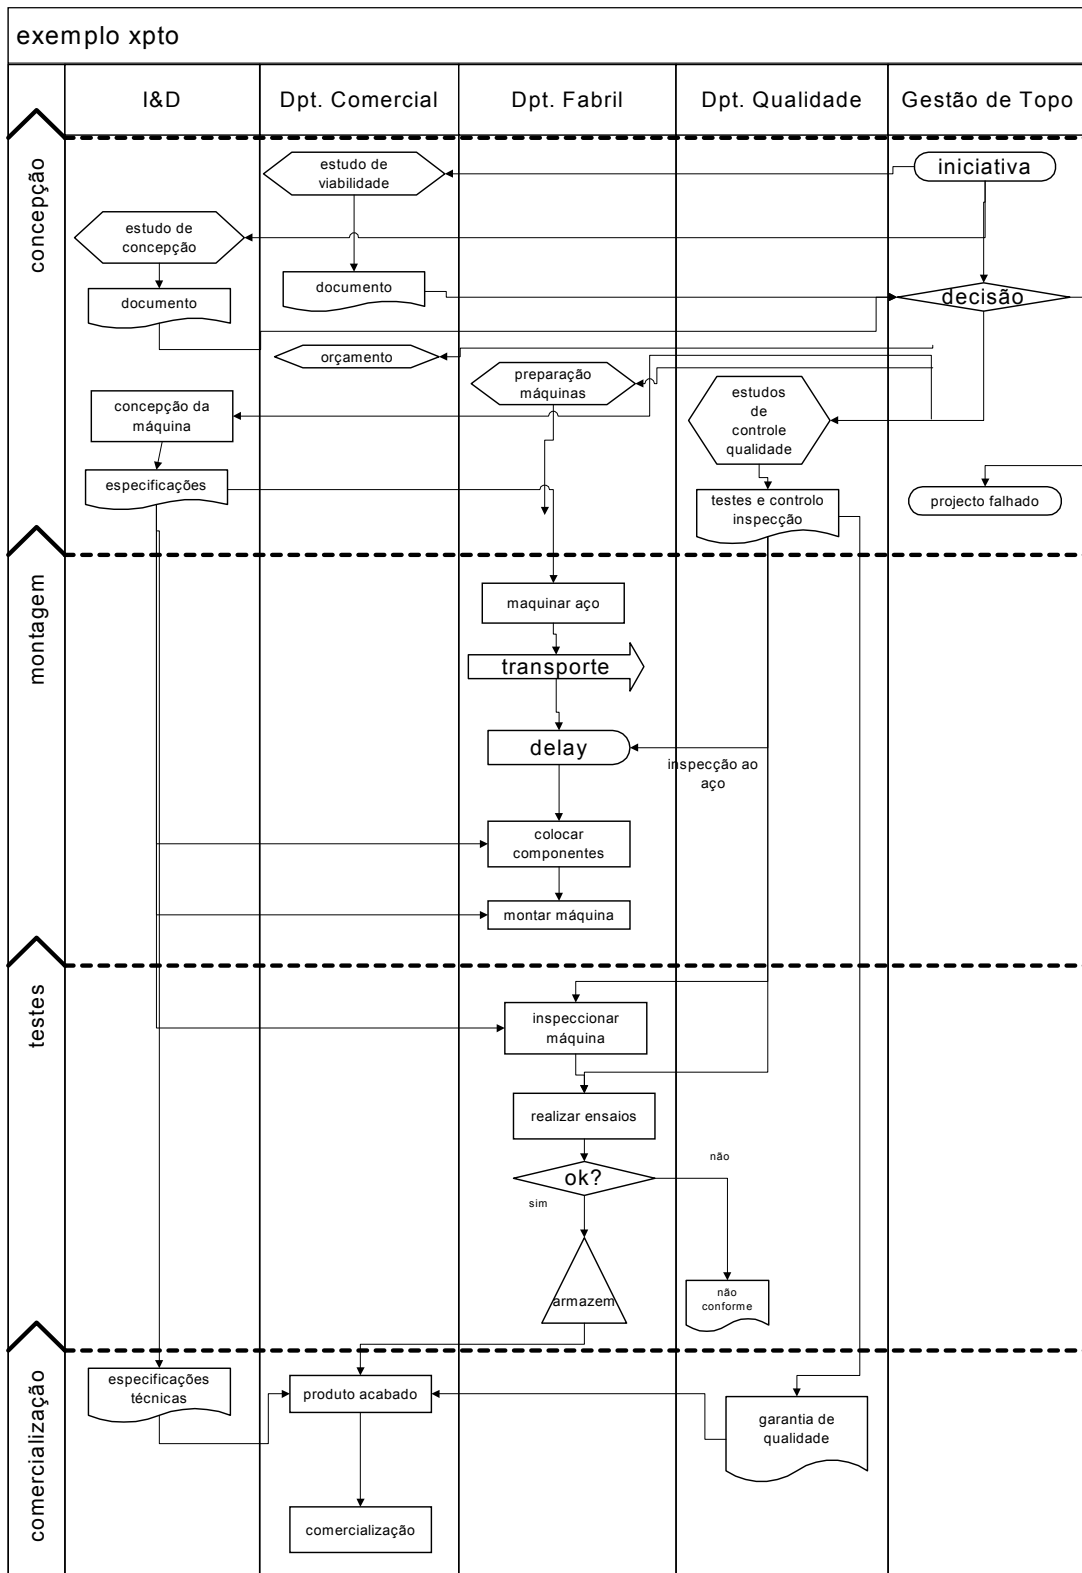 exemplo xpto
I&D
Dpt. Comercial
Dpt. Fabril
Dpt. Qualidade
Gestão de Topo
concepção
estudo de
viabilidade
iniciativa
estudo de
concepção
documento
documento
decisão
orçamento
preparação
máquinas
concepção da
máquina
estudos
de
controle
qualidade
especificações
testes e controlo
inspecção
projecto falhado
montagem
maquinar aço
transporte
delay
inspecção ao
aço
colocar
componentes
montar máquina
testes
inspeccionar
máquina
realizar ensaios
ok?
não
sim
armazem
não
conforme
comercialização
especificações
técnicas
produto acabado
garantia de
qualidade
comercialização